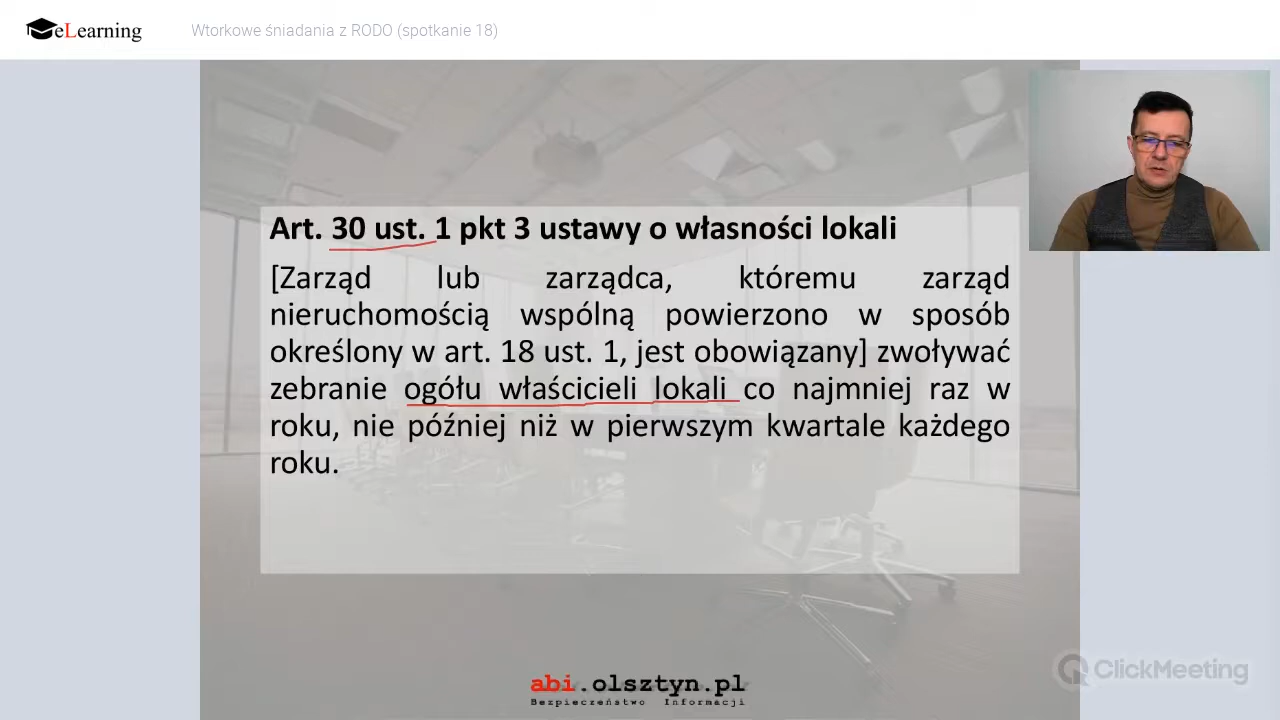 eLearning
Wtorkowe śniadania z RODO (spotkanie 18)
Art. 30 ust. 1 pkt 3 ustawy o własności lokali
[Zarząd lub zarządca, któremu zarząd
nieruchomością wspólną powierzono w sposób
określony w art. 18 ust. 1, jest obowiązany] zwoływać
zebranie ogółu właścicieli lokali co najmniej raz w
roku, nie później niż w pierwszym kwartale każdego
roku.
abi.olsztyn.pl
Bezpieczeństwo Informacji
ClickMeeting